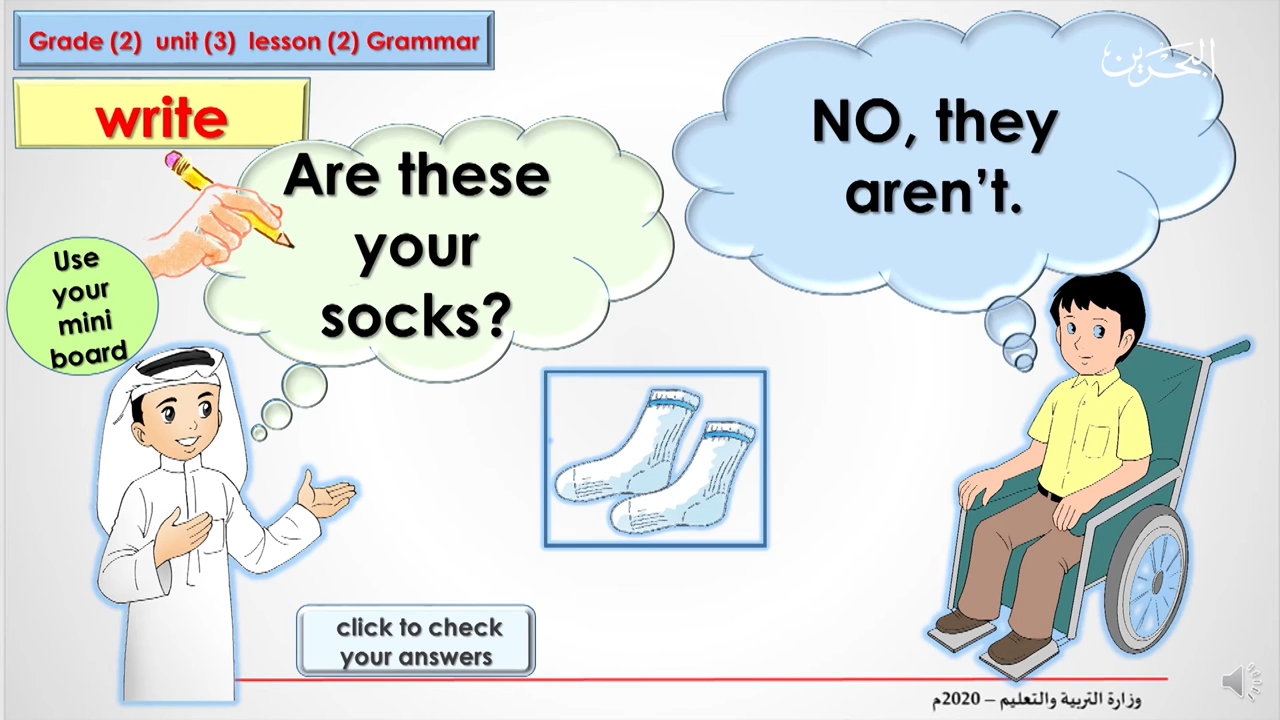 Grade (2) unit (3) lesson (2) Grammar
write
Are these
your
socks?
NO, they
aren't.
البحرين
Use
your
mini
board
click to check
your answers
وزارة التربية والتعليم – 2020م